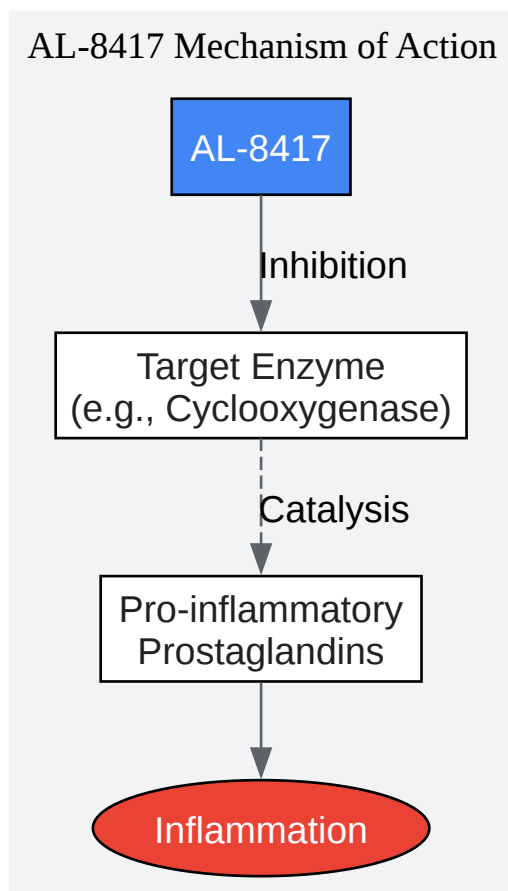 AL-8417 Mechanism of Action
AL-8417
Inhibition
Target Enzyme
(e.g., Cyclooxygenase)
Catalysis
Pro-inflammatory
Prostaglandins
Inflammation